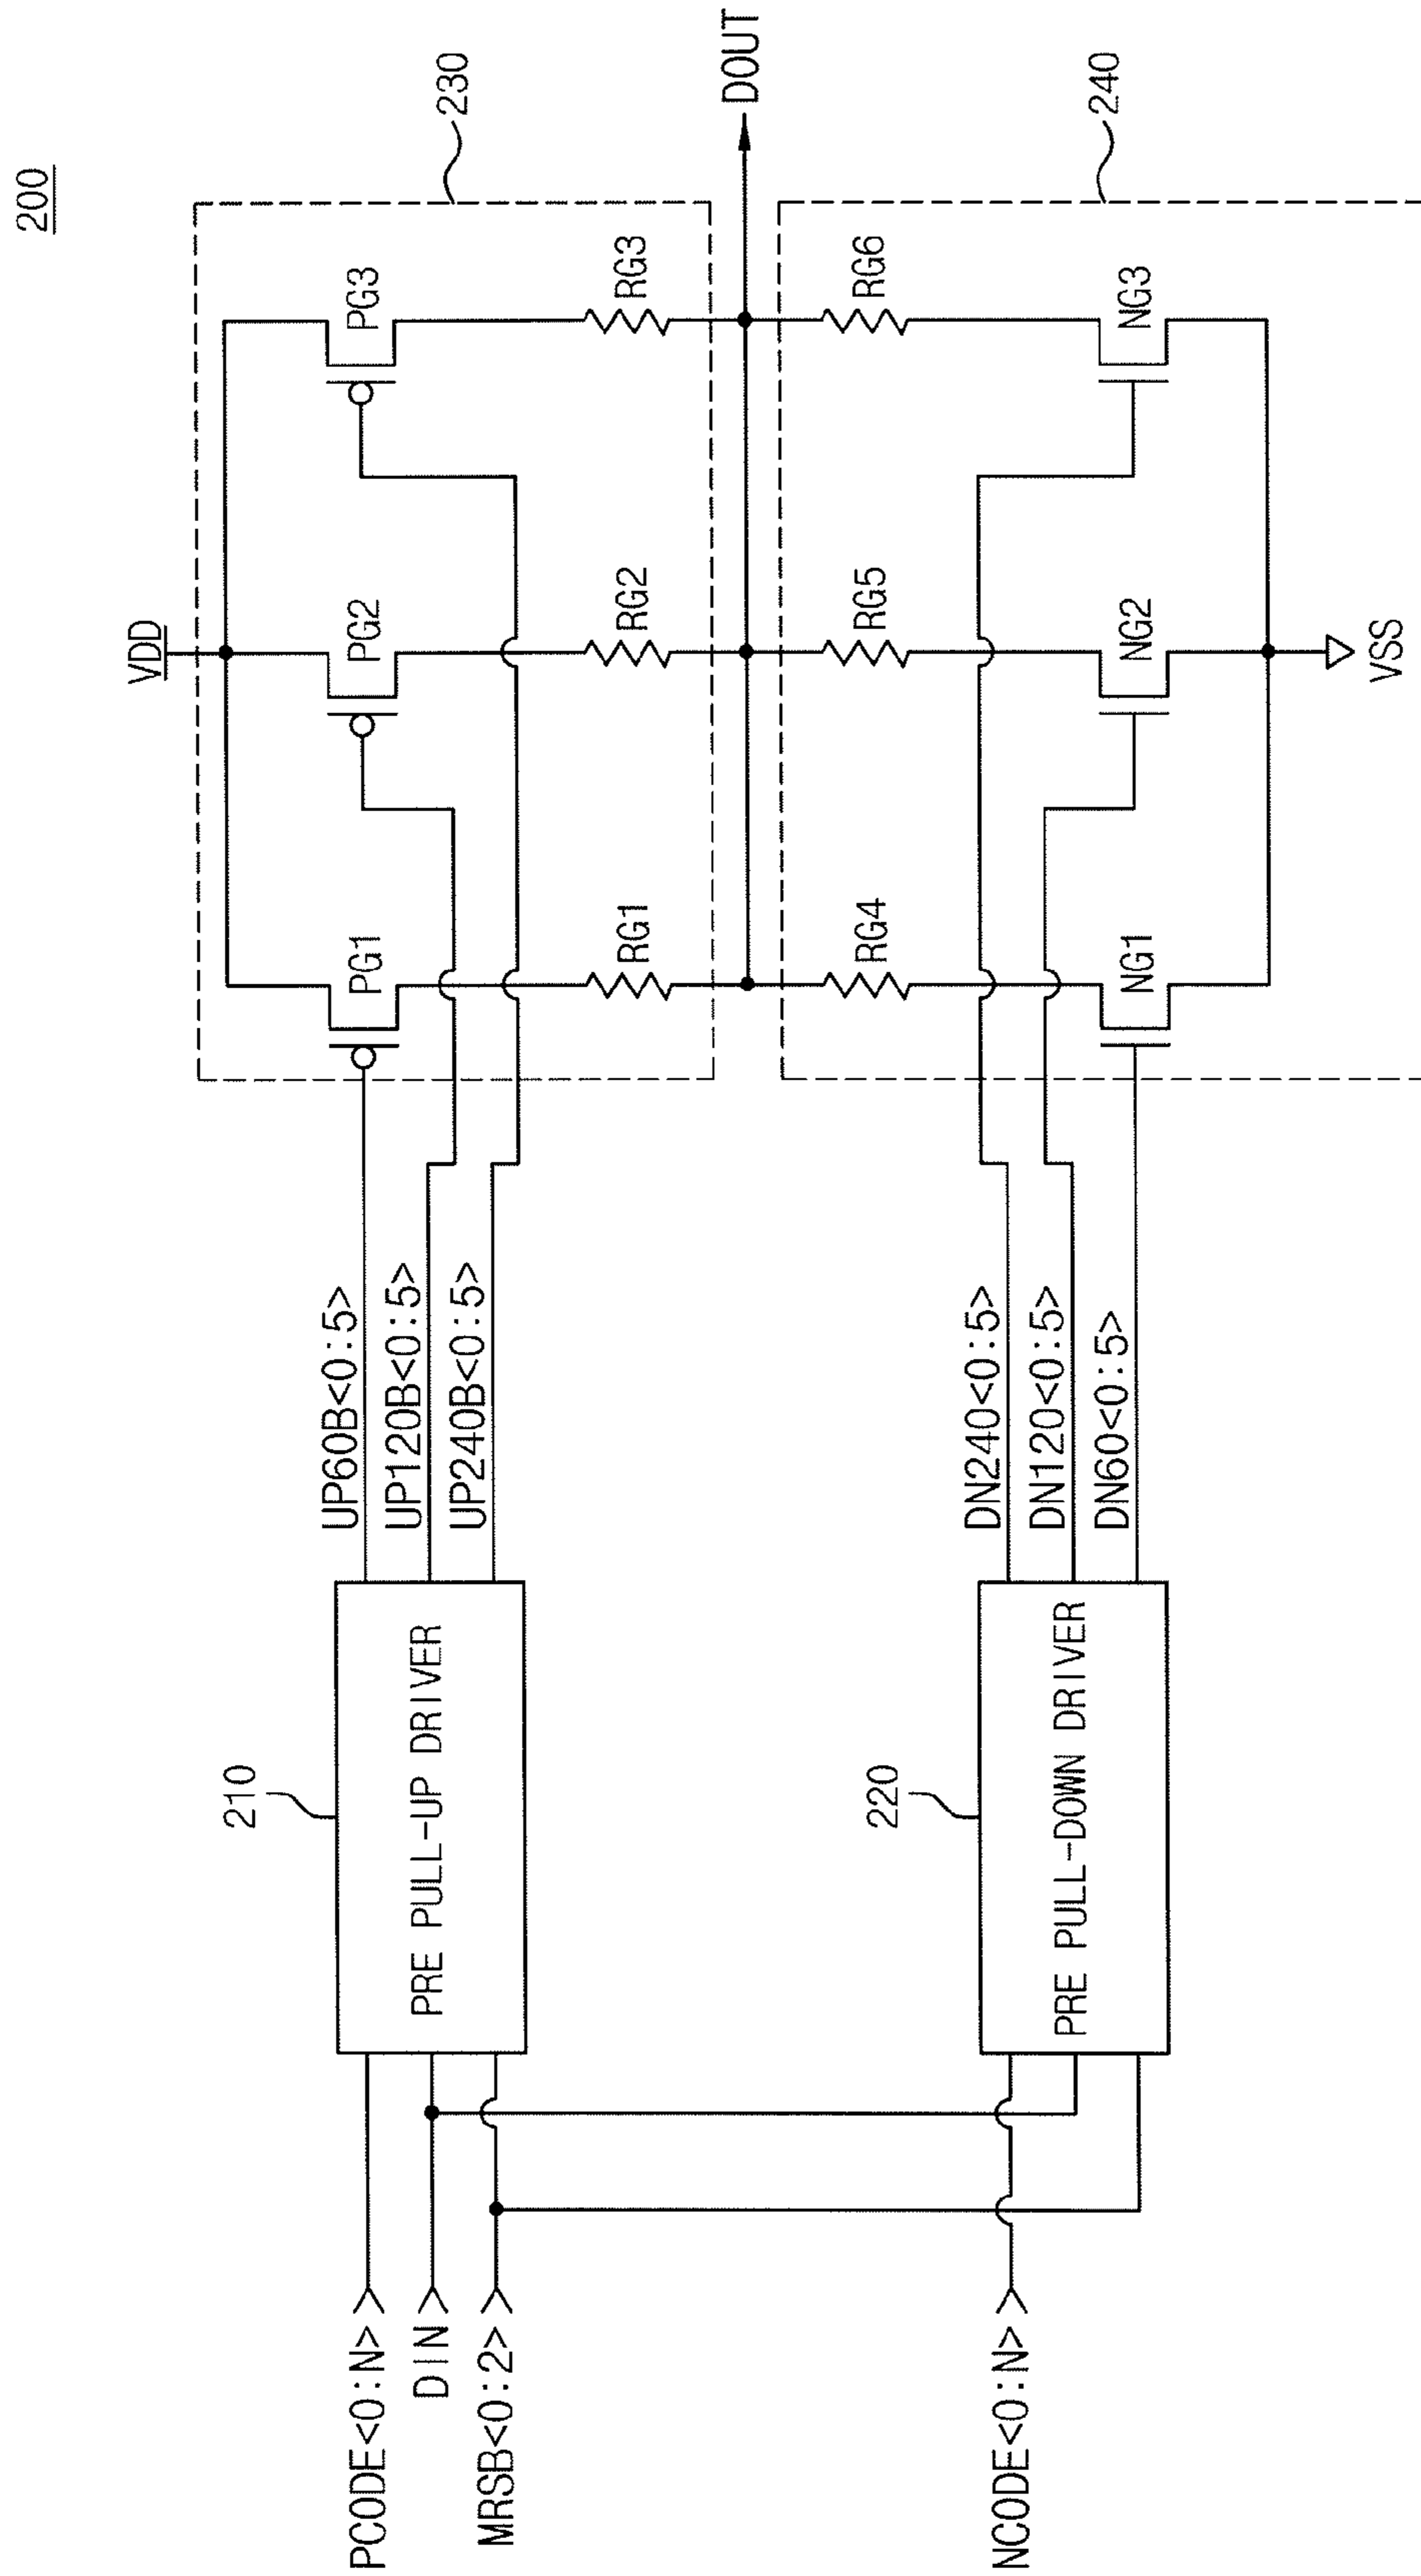 200
VDD
230
PG1
PG2
PG3
RG1
RG2
RG3
DOUT
210
PCODE<0:N>
DIN
MRSB<0:2>
PRE PULL-UP DRIVER
UP60B<0:5>
UP120B<0:5>
UP240B<0:5>
220
NCODE<0:N>
PRE PULL-DOWN DRIVER
DN240<0:5>
DN120<0:5>
DN60<0:5>
RG4
RG5
RG6
240
NG1
NG2
NG3
VSS